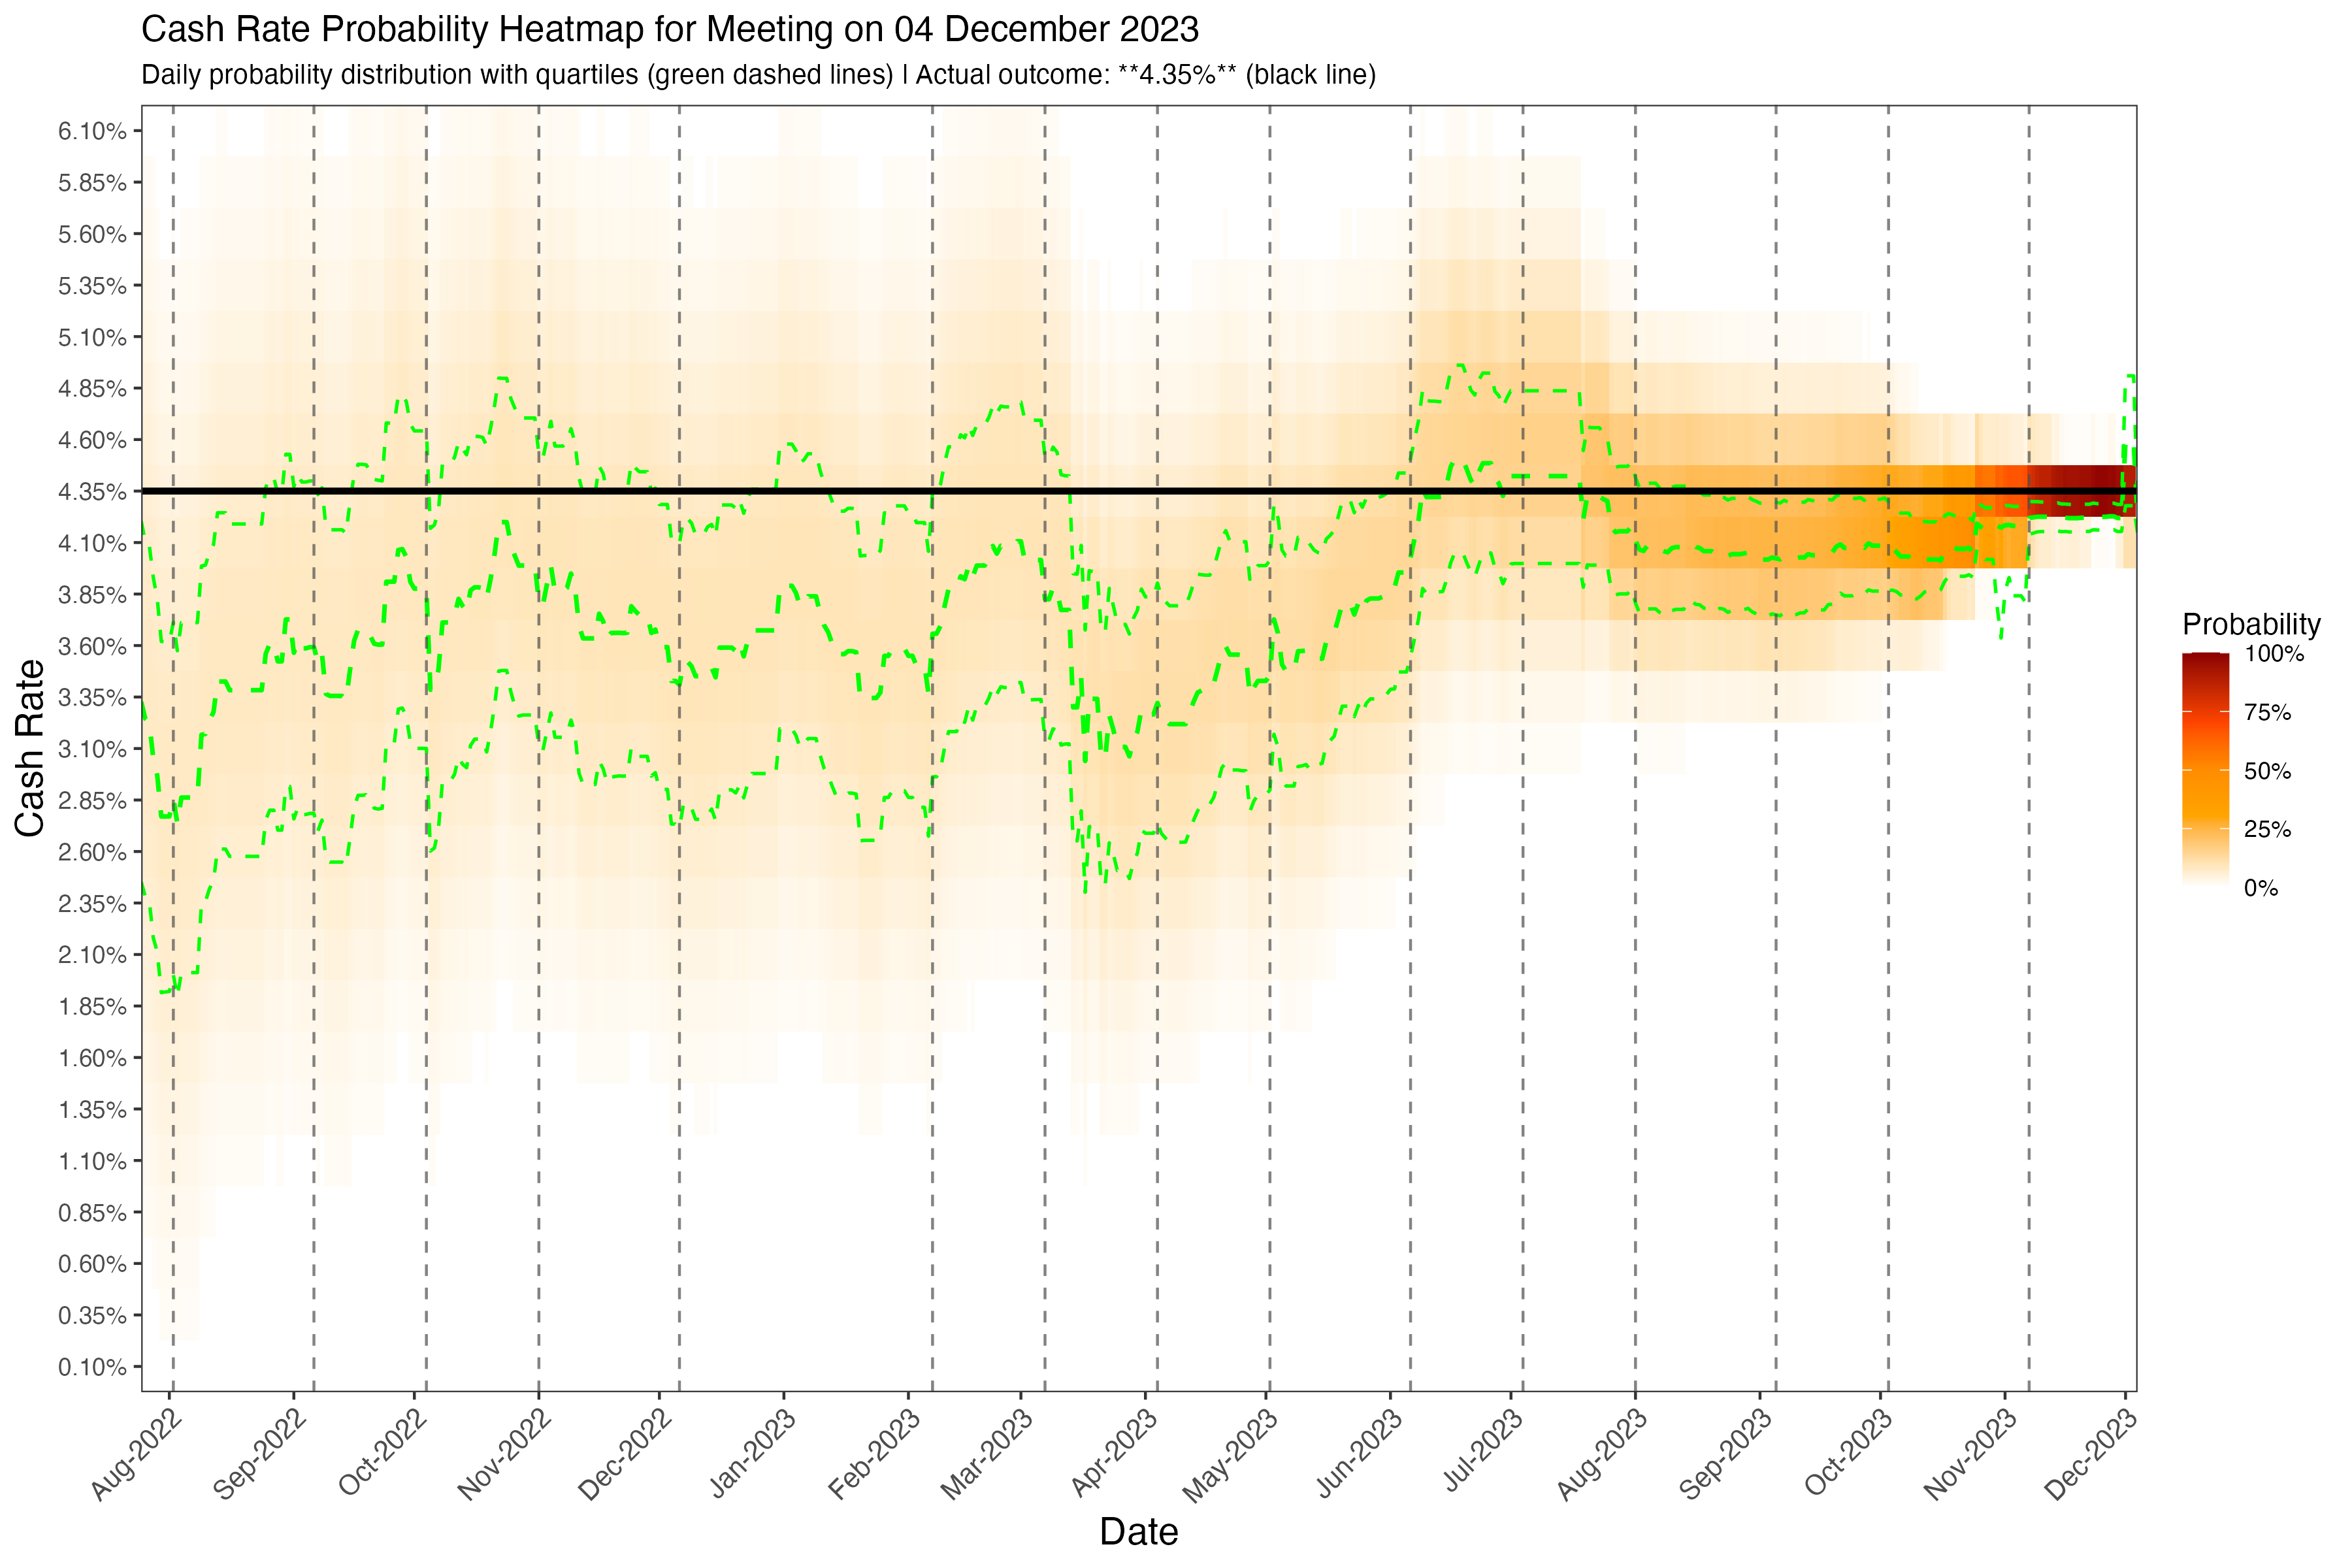 Cash Rate Probability Heatmap for Meeting on 04 December 2023
Daily probability distribution with quartiles (green dashed lines) | Actual outcome: **4.35%** (black line)
Cash Rate
6.10%
5.85%
5.60%
5.35%
5.10%
4.85%
4.60%
4.35%
4.10%
3.85%
3.60%
3.35%
3.10%
2.85%
2.60%
2.35%
2.10%
1.85%
1.60%
1.35%
1.10%
0.85%
0.60%
0.35%
0.10%
Aug-2022
Sep-2022
Oct-2022
Nov-2022
Dec-2022
Jan-2023
Feb-2023
Mar-2023
Apr-2023
May-2023
Jun-2023
Jul-2023
Aug-2023
Sep-2023
Oct-2023
Nov-2023
Dec-2023
Date
Probability
100%
75%
50%
25%
0%